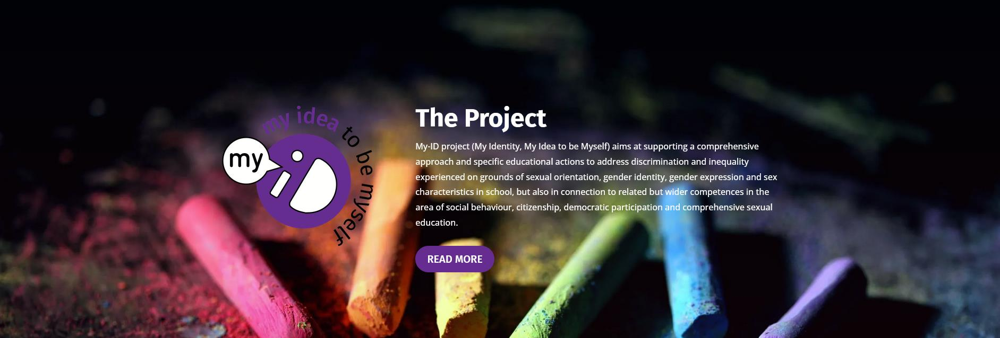 my idea to be myself
my
iD
The Project
My-ID project (My Identity, My Idea to be Myself) aims at supporting a comprehensive
approach and specific educational actions to address discrimination and inequality
experienced on grounds of sexual orientation, gender identity, gender expression and sex
characteristics in school, but also in connection to related but wider competences in the
area of social behaviour, citizenship, democratic participation and comprehensive sexual
education.
READ MORE